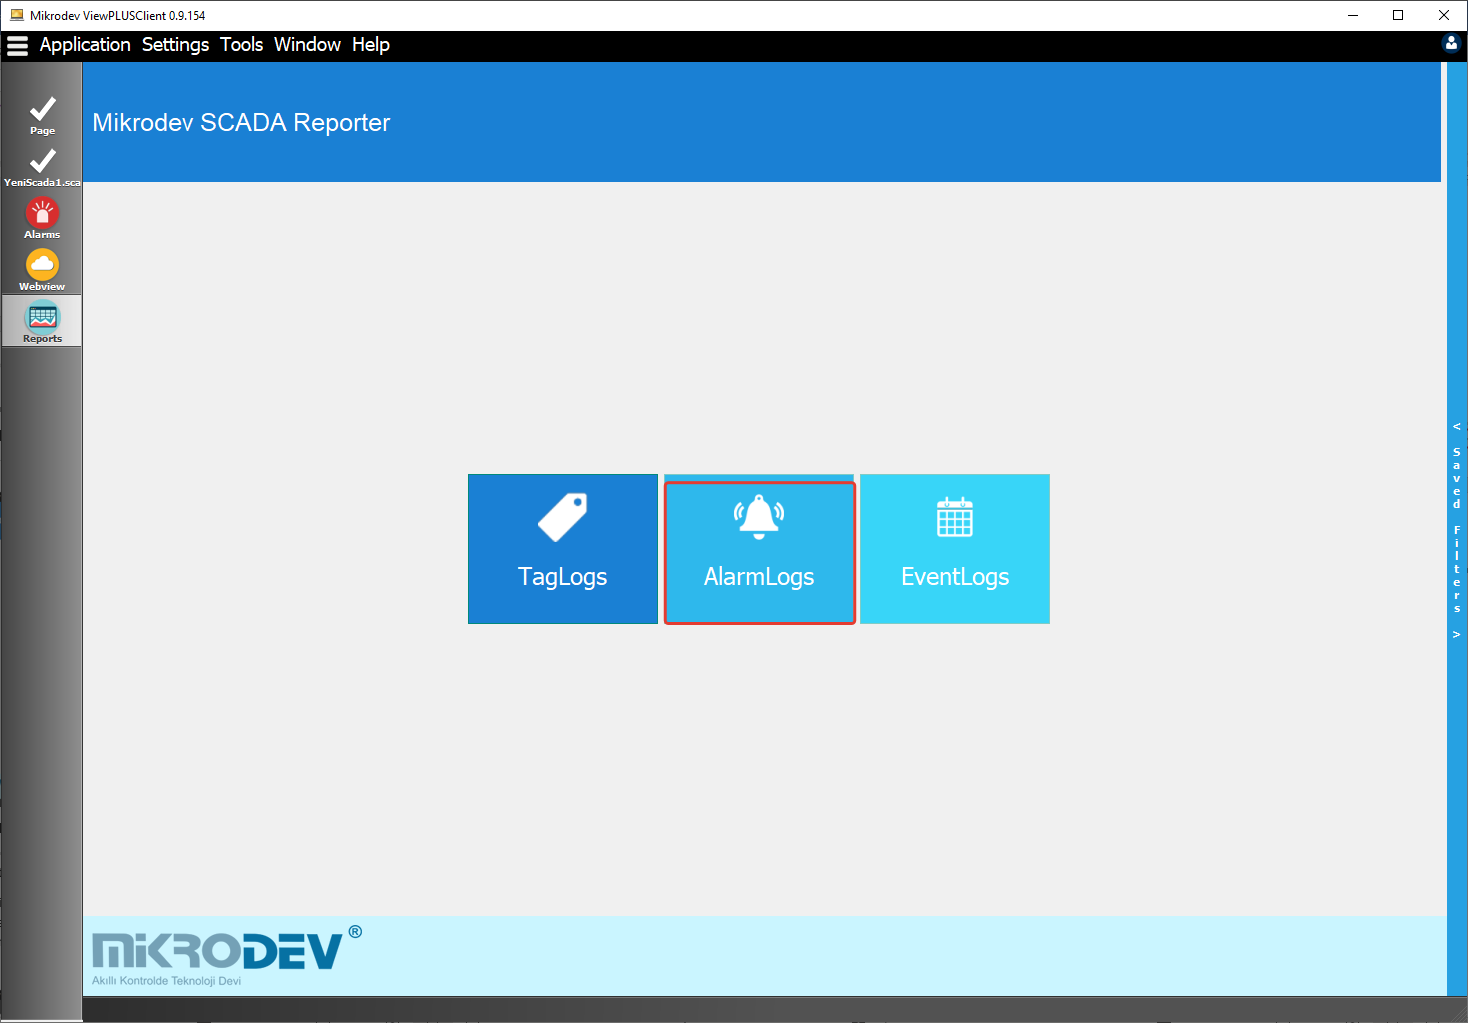 Mikrodev ViewPLUSClient 0.9.154
Application Settings Tools Window Help
Page
YeniScada1.sca
Alarms
Webview
Reports
Mikrodev SCADA Reporter
TagLogs
AlarmLogs
EventLogs
< Saved Filters >
MIKRODEV®
Akıllı Kontrolde Teknoloji Devi